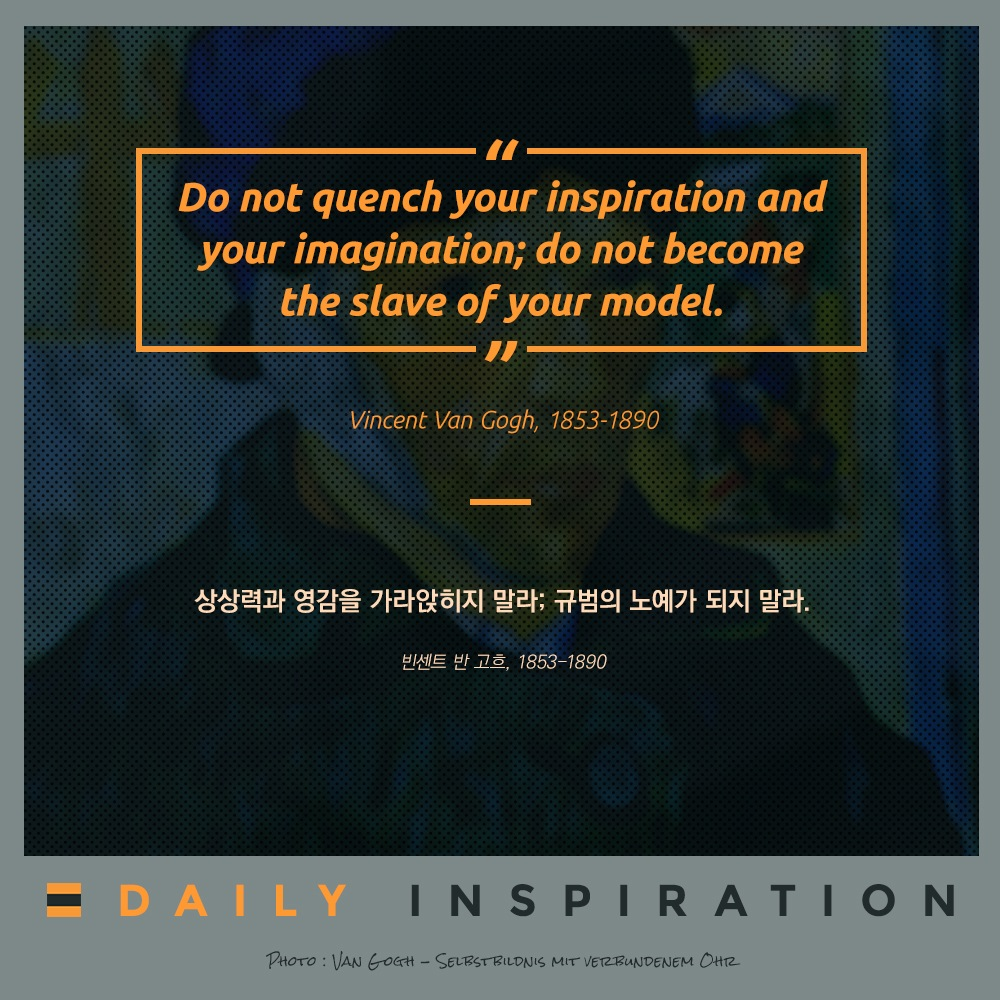 “
Do not quench your inspiration and
your imagination; do not become
the slave of your model.
”
Vincent Van Gogh, 1853-1890
상상력과 영감을 가라앉히지 말라; 규범의 노예가 되지 말라.
빈센트 반 고흐, 1853-1890
DAILY INSPIRATION
Photo : Van Gogh - Selbstbildnis mit verbundenem Ohr